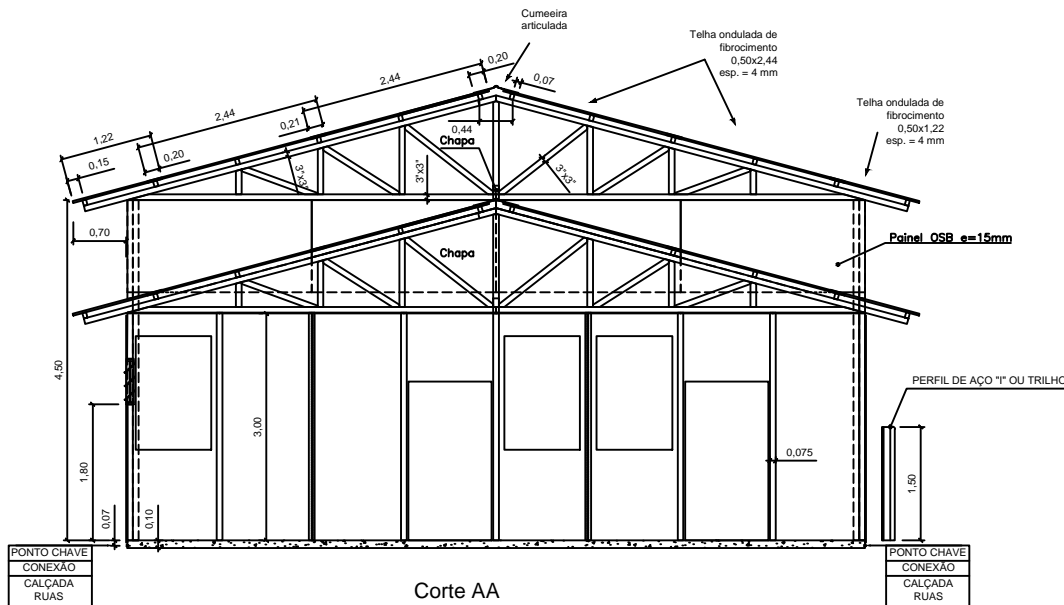 Cumeeira
articulada
Telha ondulada de
fibrocimento
0,50x2,44
esp. = 4 mm
Telha ondulada de
fibrocimento
0,50x1,22
esp. = 4 mm
0,20
2,44
0,07
2,44
0,21
0,44
1,22
0,15
0,20
Chapa
3"x3"
3"x3"
3"x3"
0,70
Painel OSB e=15mm
Chapa
4,50
3,00
1,80
0,07
0,10
0,075
PERFIL DE AÇO "I" OU TRILHO
1,50
PONTO CHAVE
CONEXÃO
CALÇADA
RUAS
Corte AA
PONTO CHAVE
CONEXÃO
CALÇADA
RUAS